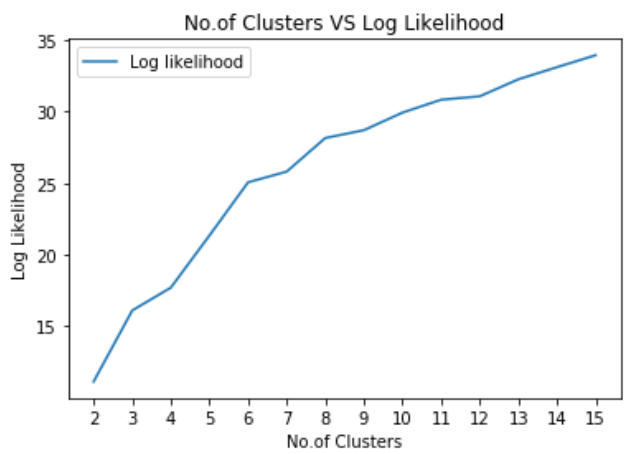 No.of Clusters VS Log Likelihood
Log likelihood
35
30
25
20
15
Log Likelihood
2 3 4 5 6 7 8 9 10 11 12 13 14 15
No.of Clusters